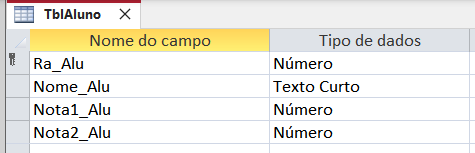 TblAluno
Nome do campo Tipo de dados
Ra_Alu Número
Nome_Alu Texto Curto
Nota1_Alu Número
Nota2_Alu Número